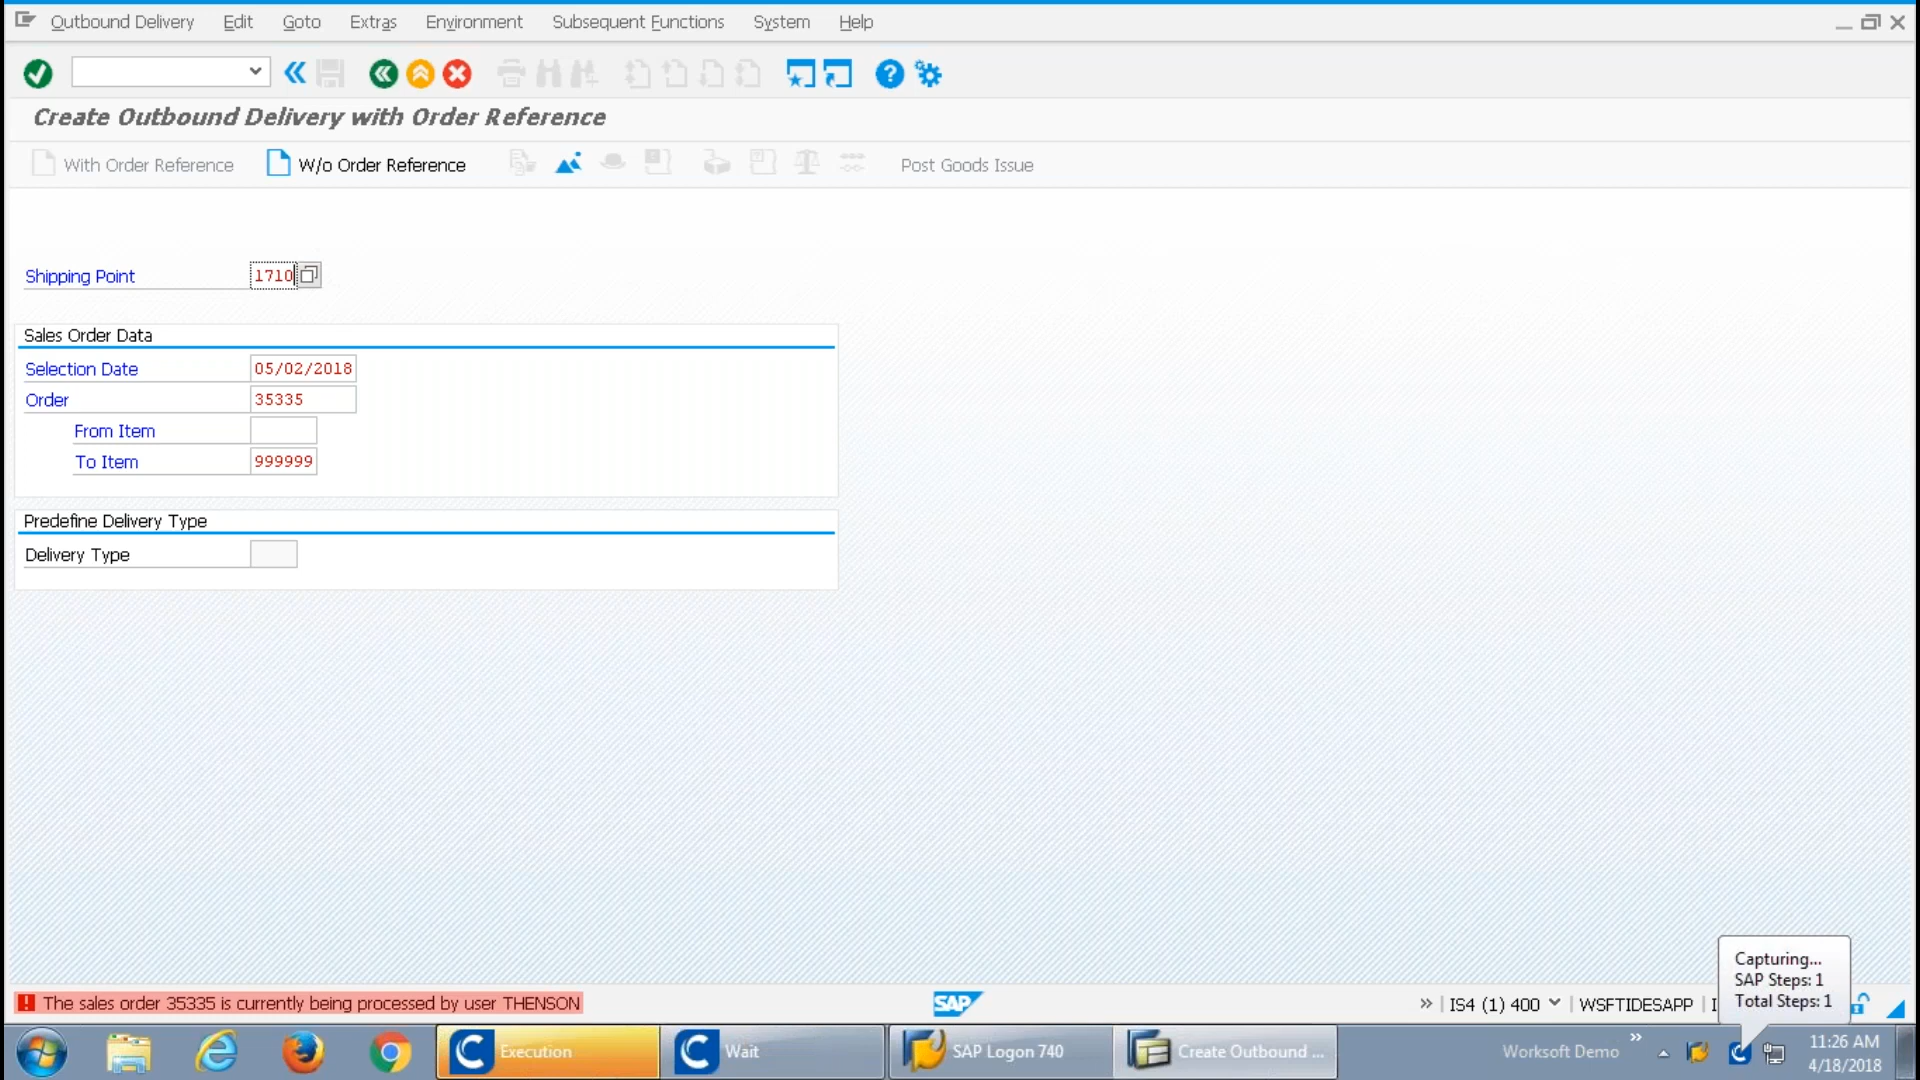 Outbound Delivery Edit Goto Extras Environment Subsequent Functions System Help
Create Outbound Delivery with Order Reference
With Order Reference W/o Order Reference Post Goods Issue
Shipping Point 1710
Sales Order Data
Selection Date 05/02/2018
Order 35335
From Item
To Item 999999
Predefine Delivery Type
Delivery Type
Capturing...
SAP Steps: 1
Total Steps: 1
The sales order 35335 is currently being processed by user THENSON SAP IS4 (1) 400 WSFTIDESAPP
Execution Wait SAP Logon 740 Create Outbound ... Worksoft Demo 11:26 AM
4/18/2018